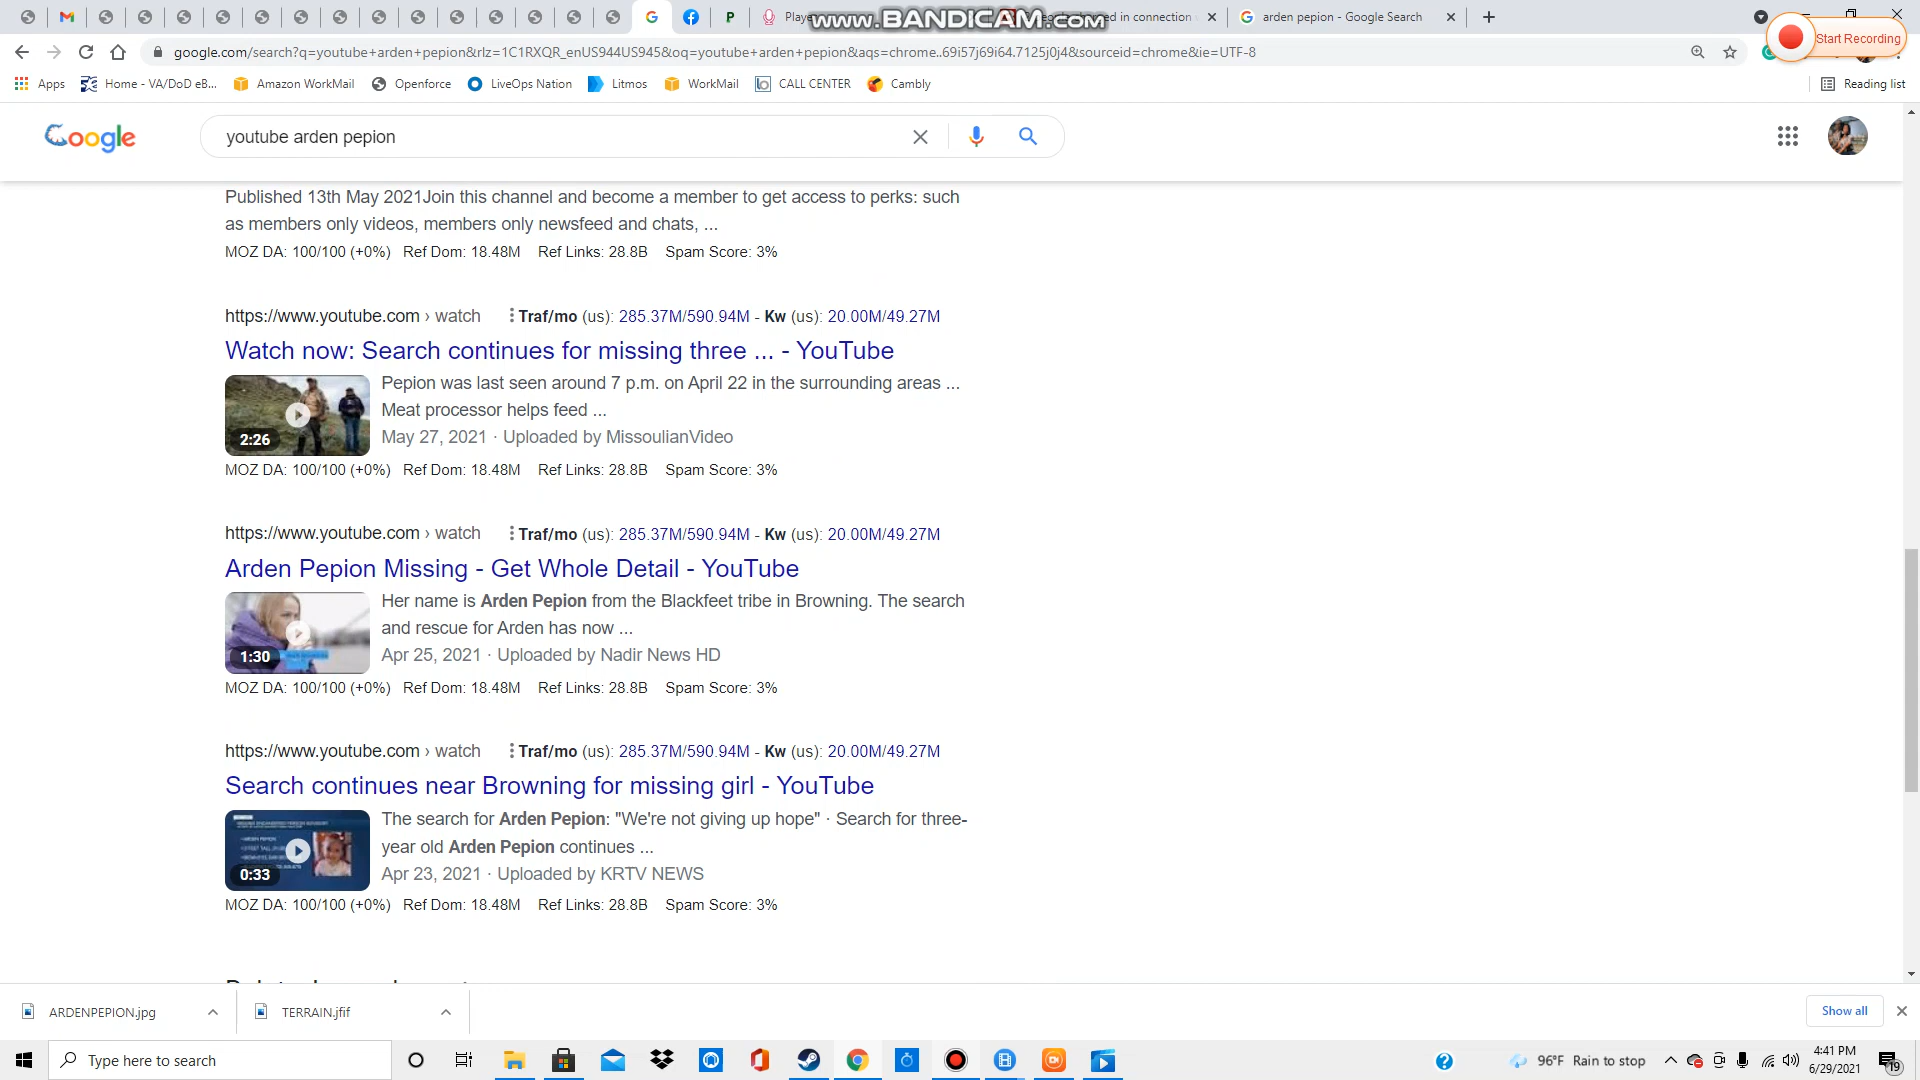 Playe
www.BANDICAM.com
d in connection
arden pepion - Google Search
Start Recording
google.com/search?q=youtube+arden+pepion&rlz=1C1RXQR_enUS944US945&oq=youtube+arden+pepion&aqs=chrome..69i57j69i64.7125j0j4&sourceid=chrome&ie=UTF-8
Apps
Home - VA/DoD eB...
Amazon WorkMail
Openforce
LiveOps Nation
Litmos
WorkMail
CALL CENTER
Cambly
Reading list
Google
youtube arden pepion
Published 13th May 2021Join this channel and become a member to get access to perks: such
as members only videos, members only newsfeed and chats, ...
MOZ DA: 100/100 (+0%) Ref Dom: 18.48M Ref Links: 28.8B Spam Score: 3%
https://www.youtube.com › watch Traf/mo (us): 285.37M/590.94M - Kw (us): 20.00M/49.27M
Watch now: Search continues for missing three ... - YouTube
Pepion was last seen around 7 p.m. on April 22 in the surrounding areas ...
Meat processor helps feed ...
2:26
May 27, 2021 · Uploaded by MissoulianVideo
MOZ DA: 100/100 (+0%) Ref Dom: 18.48M Ref Links: 28.8B Spam Score: 3%
https://www.youtube.com › watch Traf/mo (us): 285.37M/590.94M - Kw (us): 20.00M/49.27M
Arden Pepion Missing - Get Whole Detail - YouTube
Her name is Arden Pepion from the Blackfeet tribe in Browning. The search
and rescue for Arden has now ...
1:30
Apr 25, 2021 · Uploaded by Nadir News HD
MOZ DA: 100/100 (+0%) Ref Dom: 18.48M Ref Links: 28.8B Spam Score: 3%
https://www.youtube.com › watch Traf/mo (us): 285.37M/590.94M - Kw (us): 20.00M/49.27M
Search continues near Browning for missing girl - YouTube
The search for Arden Pepion: "We're not giving up hope" · Search for three-
year old Arden Pepion continues ...
0:33
Apr 23, 2021 · Uploaded by KRTV NEWS
MOZ DA: 100/100 (+0%) Ref Dom: 18.48M Ref Links: 28.8B Spam Score: 3%
ARDENPEPION.jpg
TERRAIN.jfif
Show all
Type here to search
96°F Rain to stop
4:41 PM
6/29/2021
19